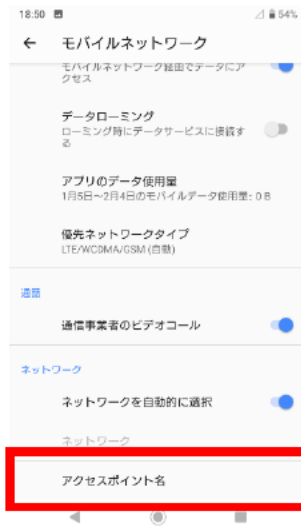 18:50
54%
モバイルネットワーク
モバイルネットワーク経由でデータにア
クセス
データローミング
ローミング時にデータサービスに接続す
る
アプリのデータ使用量
1月5日～2月4日のモバイルデータ使用量: 0 B
優先ネットワークタイプ
LTE/WCDMA/GSM (自動)
通話
通信事業者のビデオコール
ネットワーク
ネットワークを自動的に選択
ネットワーク
アクセスポイント名